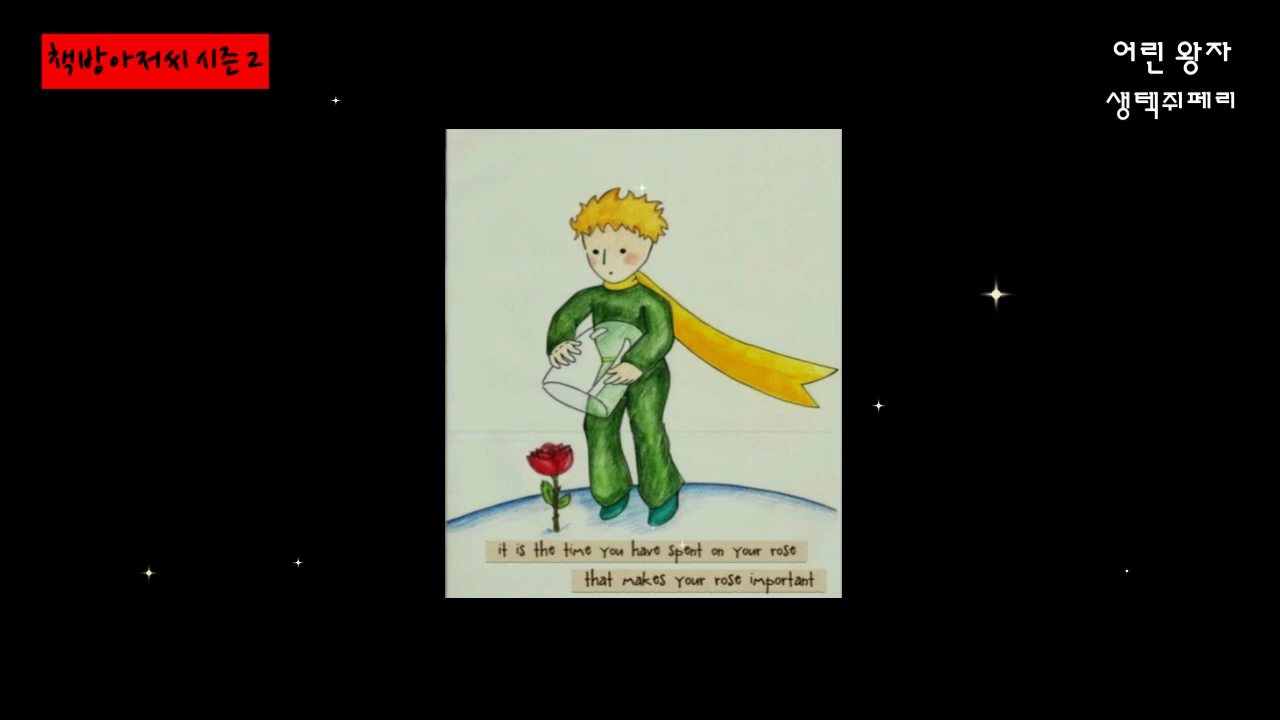 책방아저씨 시즌 2
어린 왕자
생텍쥐페리
it is the time you have spent on your rose
that makes your rose important